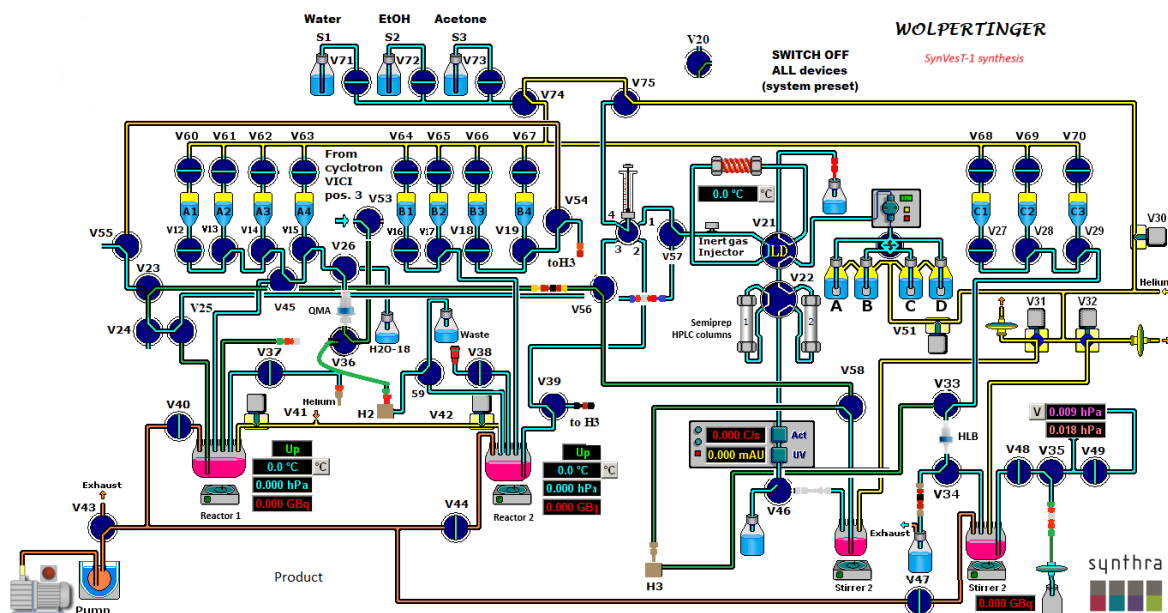 Water EtOH Acetone
S1 S2 S3
V71 V72 V73
V20
WOLPERTINGER
SynVesT-1 synthesis
SWITCH OFF
ALL devices
(system preset)
V74
V75
V60 V61 V62 V63
V64 V65 V66 V67
V68 V69 V70
From
cyclotron
VICI
pos. 3
A1 A2 A3 A4
B1 B2 B3 B4
C1 C2 C3
V12 V13 V14 V15
V16 V17 V18 V19
V27 V28 V29
V53
V54
V55
V26
V23
V24
V25
V45
QMA
V36
H2O-18
toH3
4 1
3 2
V57
V56
0.0 °C °C
V21
LD
Inert gas
Injector
V22
1 2
Semiprep
HPLC columns
A B C D
V51
V30
Helium
V31 V32
Waste
V37
V38
59
Helium
H2
V39
to H3
V40
V41
V42
Up
0.0 °C °C
0.000 hPa
0.000 GBq
Reactor 1
Up
0.0 °C °C
0.000 hPa
0.000 GBq
Reactor 2
V58
V33
HLB
V34
V 0.009 hPa
0.018 hPa
V48 V35 V49
0.000 C/s Act
0.000 mAU UV
V46
Exhaust
V43
V44
Pump
Product
H3
Stirrer 2
Exhaust
V47
Stirrer 2
0.000 GBq
synthra